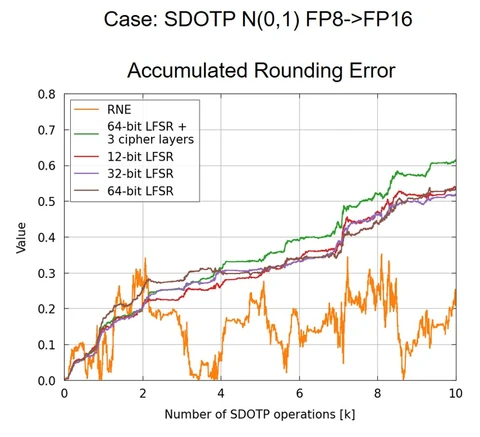 Case: SDOTP N(0,1) FP8->FP16
Accumulated Rounding Error
0.8
0.7
0.6
0.5
0.4
0.3
0.2
0.1
0.0
Value
RNE
64-bit LFSR +
3 cipher layers
12-bit LFSR
32-bit LFSR
64-bit LFSR
0 2 4 6 8 10
Number of SDOTP operations [k]